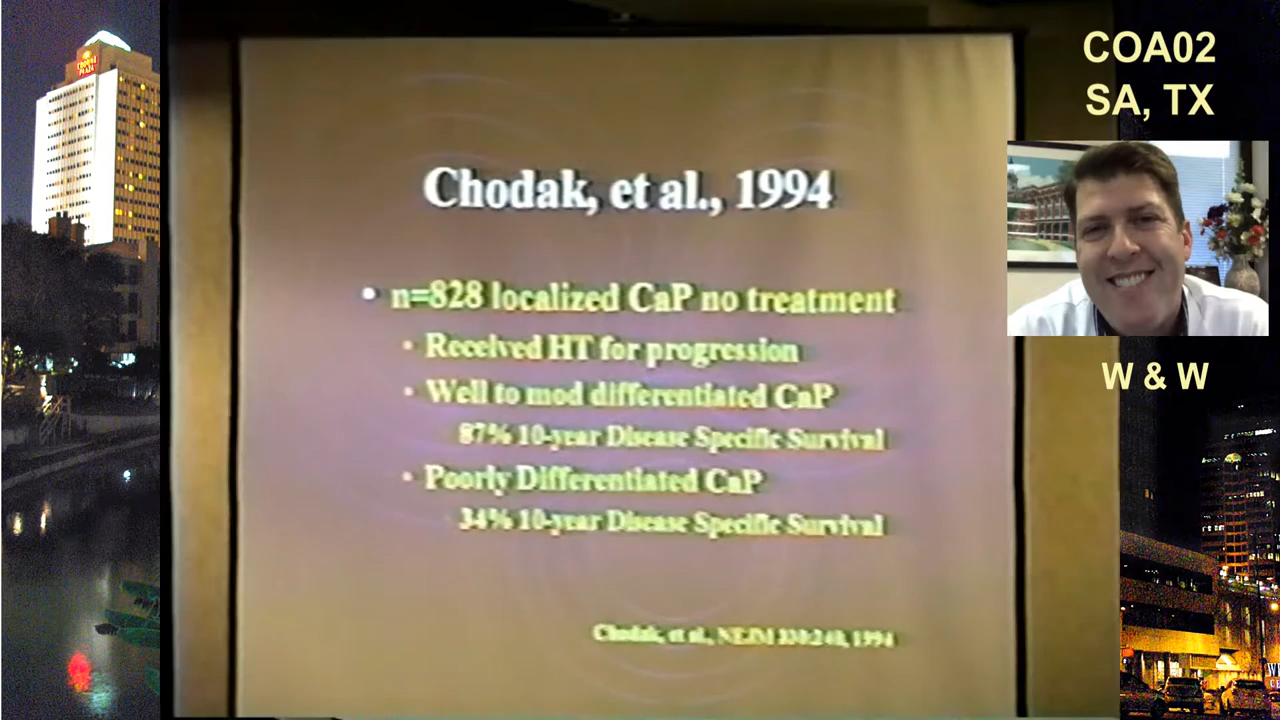 COA02
SA, TX
Chodak, et al., 1994
• n=828 localized CaP no treatment
• Received HT for progression
• Well to mod differentiated CaP
87% 10-year Disease Specific Survival
• Poorly Differentiated CaP
34% 10-year Disease Specific Survival
Chodak, et al., NEJM 330:240, 1994
W & W